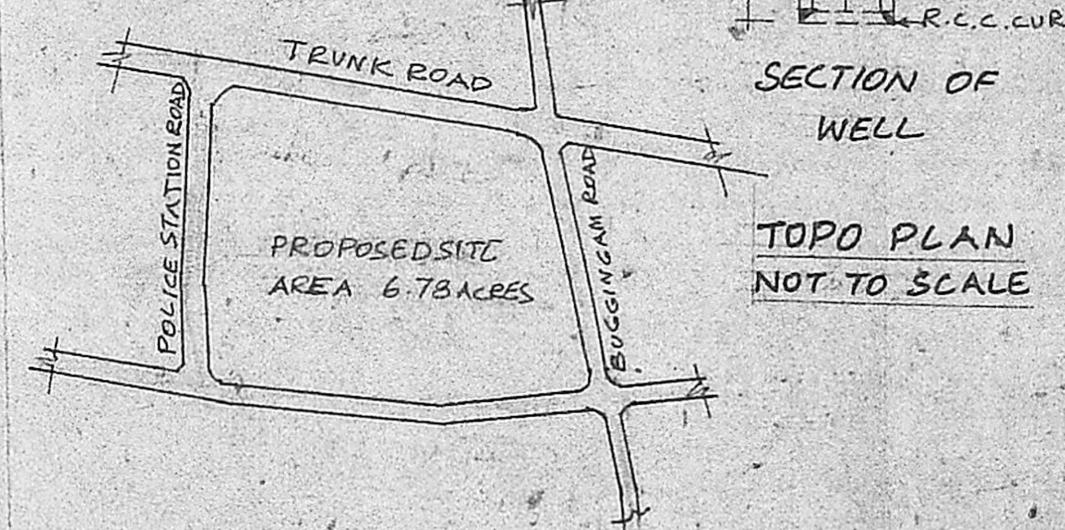 R.C.C.CUR
SECTION OF
WELL
TRUNK ROAD
POLICE STATION ROAD
BUGGINGAM ROAD
PROPOSED SITE
AREA 6.78 ACRES
TOPO PLAN
NOT TO SCALE